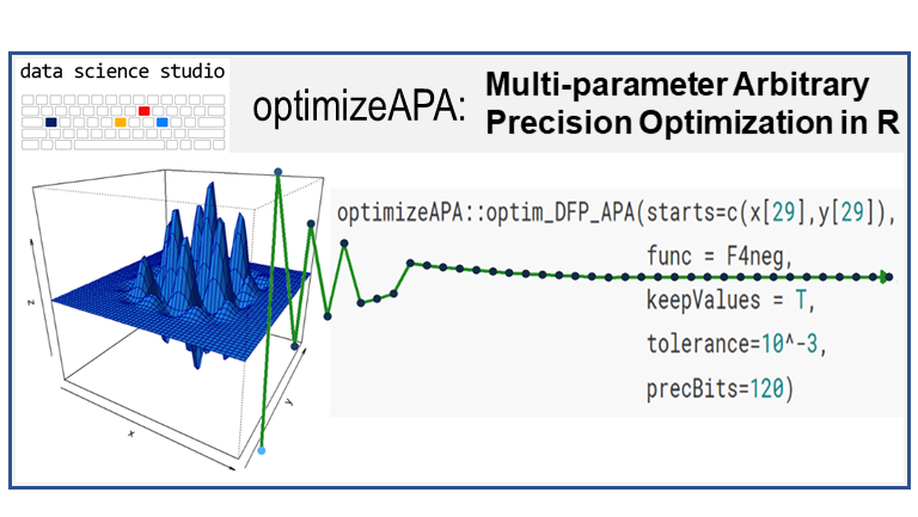 data science studio
optimizeAPA:
Multi-parameter Arbitrary
Precision Optimization in R
optimizeAPA::optim_DFP_APA(starts=c(x[29],y[29]),
func = F4neg,
keepValues = T,
tolerance=10^-3,
precBits=120)
z
y
x